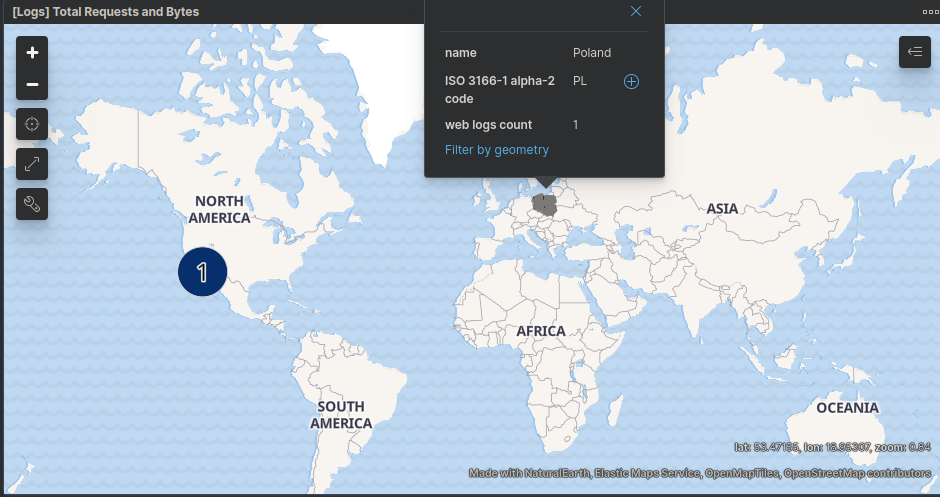 [Logs] Total Requests and Bytes
name Poland
ISO 3166-1 alpha-2 PL
code
web logs count 1
Filter by geometry
NORTH
AMERICA
ASIA
1
AFRICA
SOUTH
AMERICA
OCEANIA
lat: 53.47155, lon: 18.95307, zoom: 0.84
Made with NaturalEarth, Elastic Maps Service, OpenMapTiles, OpenStreetMap contributors